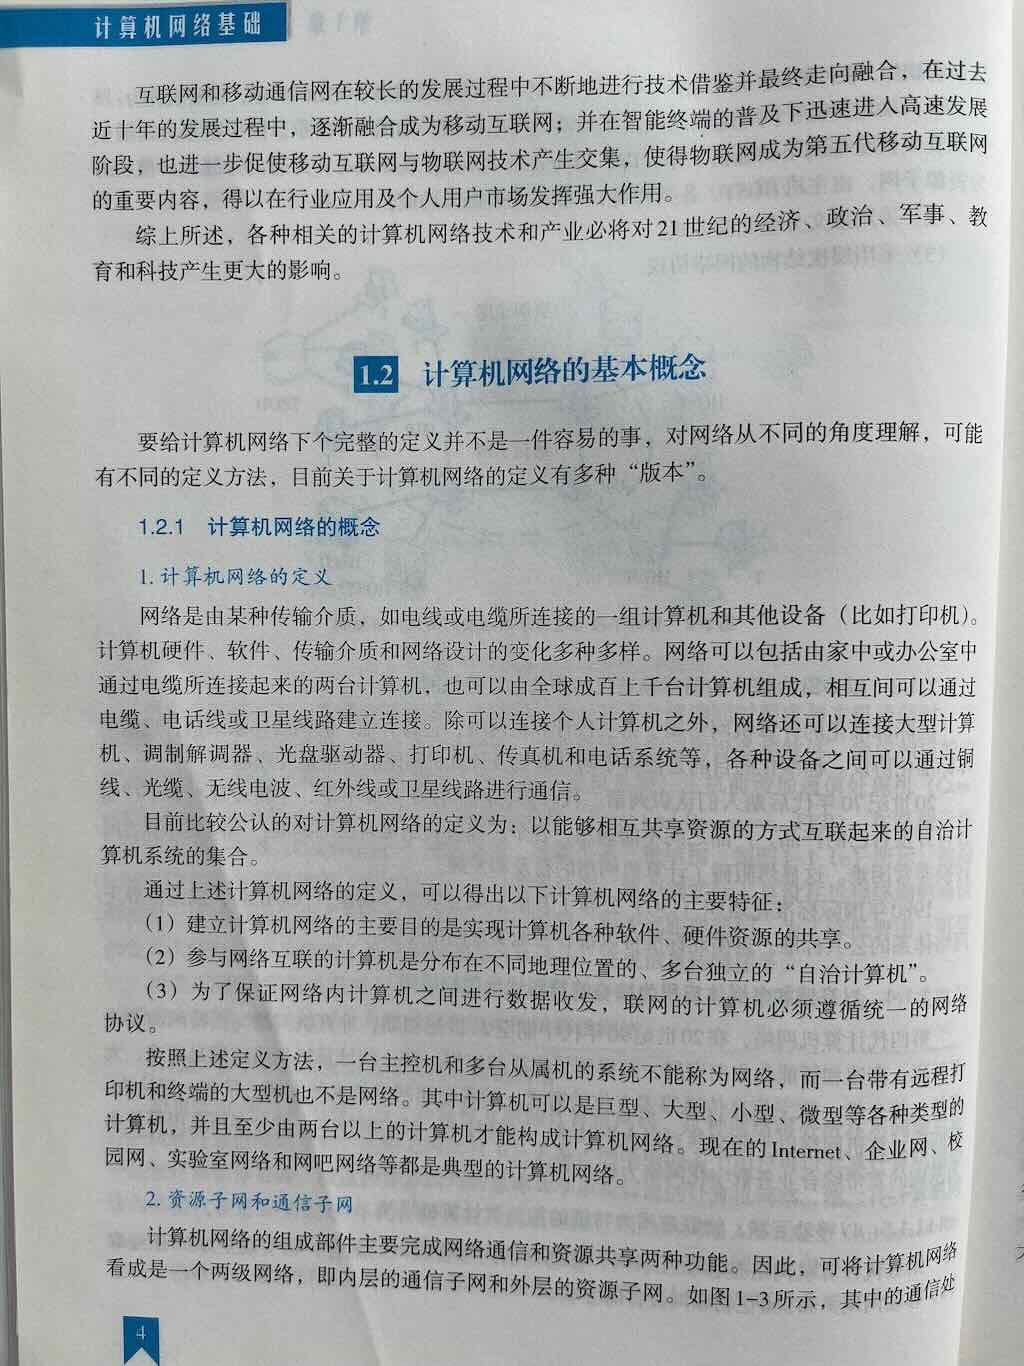 计算机网络基础
互联网和移动通信网在较长的发展过程中不断地进行技术借鉴并最终走向融合，在过去
近十年的发展过程中，逐渐融合成为移动互联网；并在智能终端的普及下迅速进入高速发展
阶段，也进一步促使移动互联网与物联网技术产生交集，使得物联网成为第五代移动互联网
的重要内容，得以在行业应用及个人用户市场发挥强大作用。
综上所述，各种相关的计算机网络技术和产业必将对21世纪的经济、政治、军事、教
育和科技产生更大的影响。
1.2 计算机网络的基本概念
要给计算机网络下个完整的定义并不是一件容易的事，对网络从不同的角度理解，可能
有不同的定义方法，目前关于计算机网络的定义有多种“版本”。
1.2.1 计算机网络的概念
1. 计算机网络的定义
网络是由某种传输介质，如电线或电缆所连接的一组计算机和其他设备（比如打印机）。
计算机硬件、软件、传输介质和网络设计的变化多种多样。网络可以包括由家中或办公室中
通过电缆所连接起来的两台计算机，也可以由全球成百上千台计算机组成，相互间可以通过
电缆、电话线或卫星线路建立连接。除可以连接个人计算机之外，网络还可以连接大型计算
机、调制解调器、光盘驱动器、打印机、传真机和电话系统等，各种设备之间可以通过铜
线、光缆、无线电波、红外线或卫星线路进行通信。
目前比较公认的对计算机网络的定义为：以能够相互共享资源的方式互联起来的自治计
算机系统的集合。
通过上述计算机网络的定义，可以得出以下计算机网络的主要特征：
（1）建立计算机网络的主要目的是实现计算机各种软件、硬件资源的共享。
（2）参与网络互联的计算机是分布在不同地理位置的、多台独立的“自治计算机”。
（3）为了保证网络内计算机之间进行数据收发，联网的计算机必须遵循统一的网络
协议。
按照上述定义方法，一台主控机和多台从属机的系统不能称为网络，而一台带有远程打
印机和终端的大型机也不是网络。其中计算机可以是巨型、大型、小型、微型等各种类型的
计算机，并且至少由两台以上的计算机才能构成计算机网络。现在的Internet、企业网、校
园网、实验室网络和网吧网络等都是典型的计算机网络。
2. 资源子网和通信子网
计算机网络的组成部件主要完成网络通信和资源共享两种功能。因此，可将计算机网络
看成是一个两级网络，即内层的通信子网和外层的资源子网。如图1-3所示，其中的通信处
4